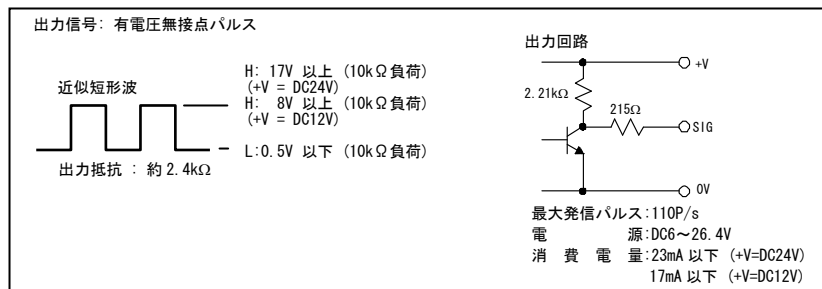 出力信号: 有電圧無接点パルス
近似短形波
H: 17V 以上 (10kΩ負荷)
(+V = DC24V)
H: 8V 以上 (10kΩ負荷)
(+V = DC12V)
L:0.5V 以下 (10kΩ負荷)
出力抵抗 : 約2.4kΩ
出力回路
+V
2.21kΩ
215Ω
SIG
0V
最大発信パルス:110P/s
電源:DC6～26.4V
消費電量:23mA 以下 (+V=DC24V)
17mA 以下 (+V=DC12V)